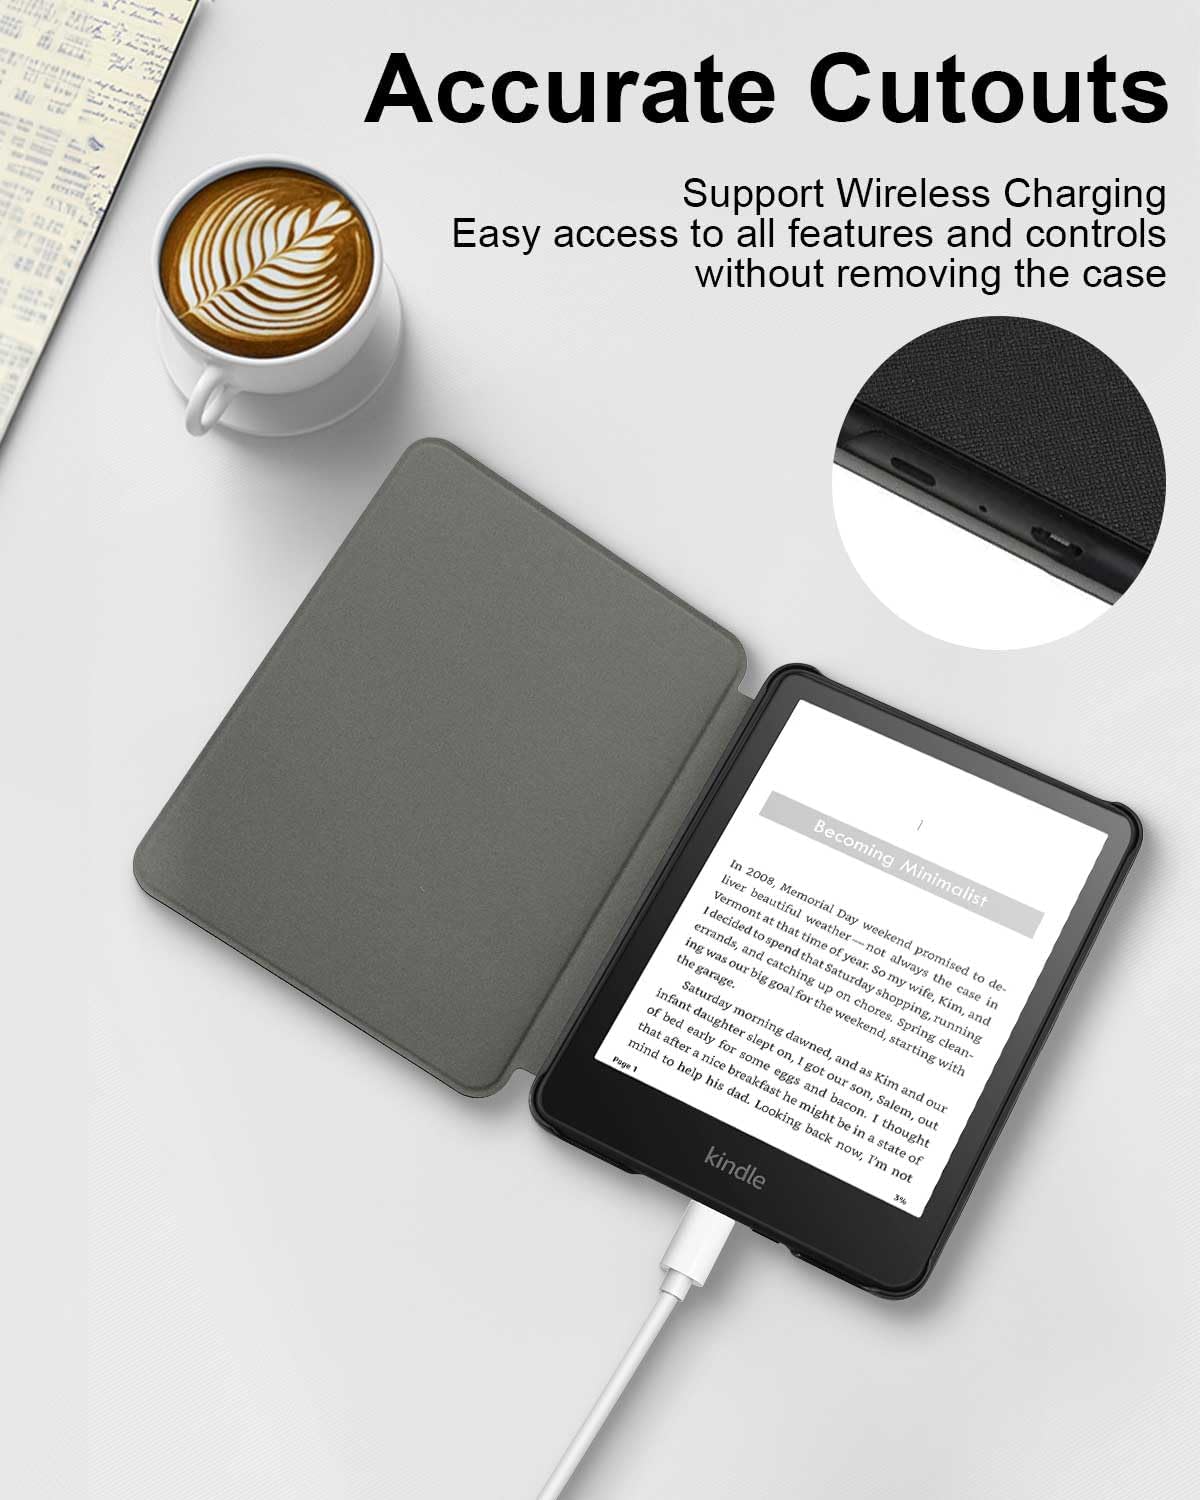 Accurate Cutouts
Support Wireless Charging
Easy access to all features and controls
without removing the case
1
Becoming Minimalist
In 2008, Memorial Day weekend promised to de-
liver beautiful weather—not always the case in
Vermont at that time of year. So my wife, Kim, and
I decided to spend that Saturday shopping, running
errands, and catching up on chores. Spring clean-
ing was our big goal for the weekend, starting with
the garage.
Saturday morning dawned, and as Kim and our
infant daughter slept on, I got our son, Salem, out
of bed early for some eggs and bacon. I thought
that after a nice breakfast he might be in a state of
mind to help his dad. Looking back now, I'm not
Page 1
3%
kindle